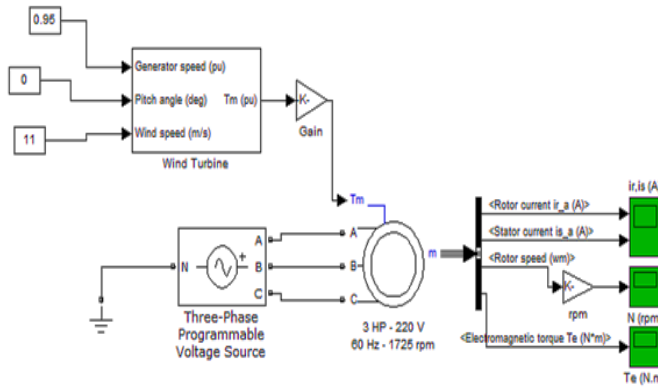 0.95
0
11
Generator speed (pu)
Pitch angle (deg)
Wind speed (m/s)
Tm (pu)
Wind Turbine
K-
Gain
Tm
A
B
C
m
N
+
A
B
C
Three-Phase
Programmable
Voltage Source
3 HP - 220 V
60 Hz - 1725 rpm
<Rotor current ir_a (A)>
<Stator current is_a (A)>
<Rotor speed (wm)>
<Electromagnetic torque Te (N*m)>
K-
rpm
ir,is (A
N (rpm
Te (N.m